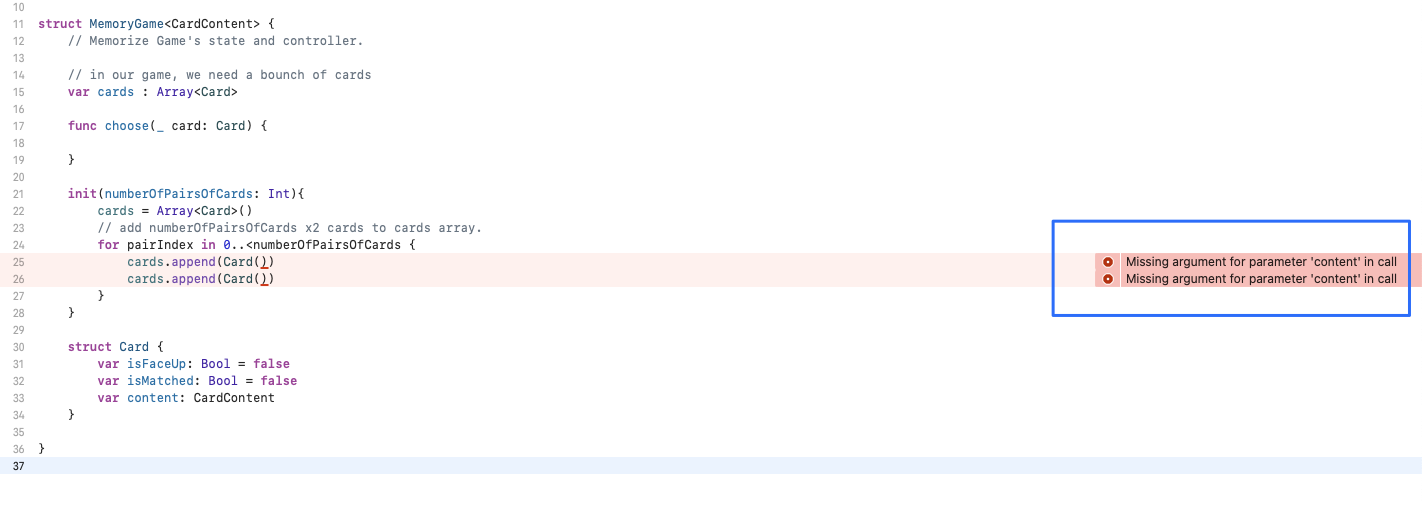 10
11 struct MemoryGame<CardContent> {
12 // Memorize Game's state and controller.
13
14 // in our game, we need a bounch of cards
15 var cards : Array<Card>
16
17 func choose(_ card: Card) {
18
19 }
20
21 init(numberOfPairsOfCards: Int){
22 cards = Array<Card>()
23 // add numberOfPairsOfCards x2 cards to cards array.
24 for pairIndex in 0..<numberOfPairsOfCards {
25 cards.append(Card()) Missing argument for parameter 'content' in call
26 cards.append(Card()) Missing argument for parameter 'content' in call
27 }
28 }
29
30 struct Card {
31 var isFaceUp: Bool = false
32 var isMatched: Bool = false
33 var content: CardContent
34 }
35
36 }
37